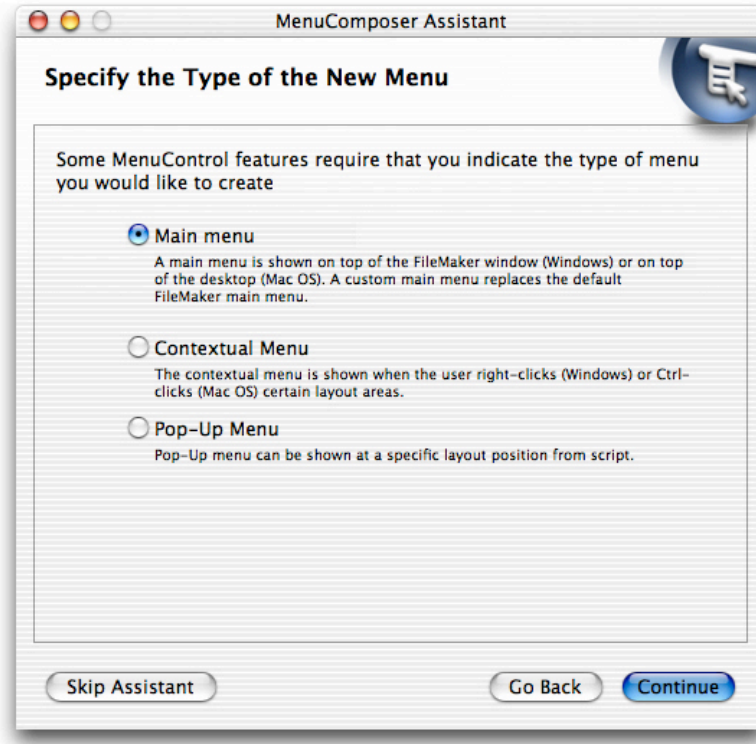 MenuComposer Assistant
Specify the Type of the New Menu
Some MenuControl features require that you indicate the type of menu
you would like to create
Main menu
A main menu is shown on top of the FileMaker window (Windows) or on top
of the desktop (Mac OS). A custom main menu replaces the default
FileMaker main menu.
Contextual Menu
The contextual menu is shown when the user right-clicks (Windows) or Ctrl-
clicks (Mac OS) certain layout areas.
Pop-Up Menu
Pop-Up menu can be shown at a specific layout position from script.
Skip Assistant
Go Back
Continue